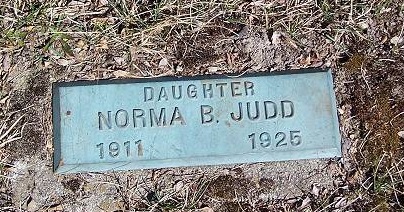 DAUGHTER
NORMA B. JUDD
1911 1925